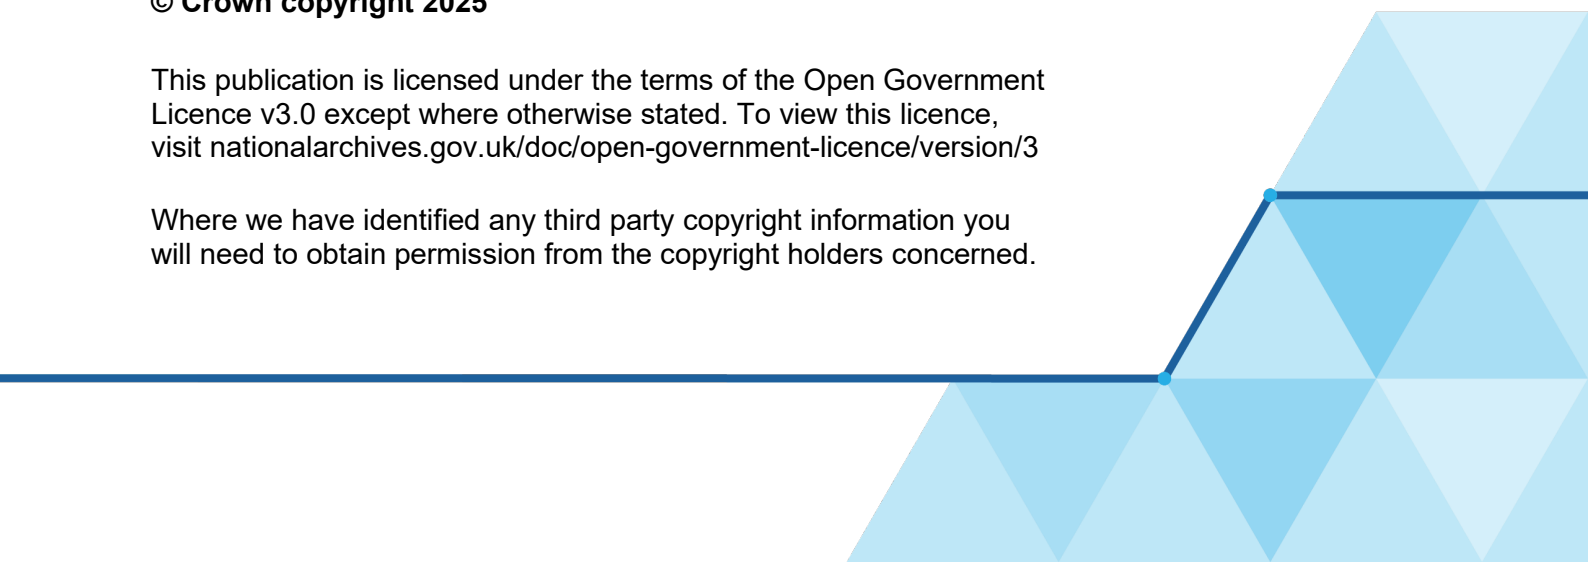 © Crown copyright 2025
This publication is licensed under the terms of the Open Government
Licence v3.0 except where otherwise stated. To view this licence,
visit nationalarchives.gov.uk/doc/open-government-licence/version/3
Where we have identified any third party copyright information you
will need to obtain permission from the copyright holders concerned.